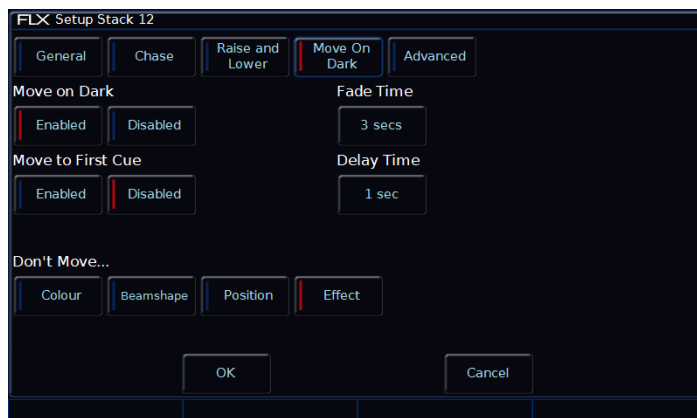 FLX Setup Stack 12
General
Chase
Raise and
Lower
Move On
Dark
Advanced
Move on Dark
Fade Time
Enabled
Disabled
3 secs
Move to First Cue
Delay Time
Enabled
Disabled
1 sec
Don't Move...
Colour
Beamshape
Position
Effect
OK
Cancel